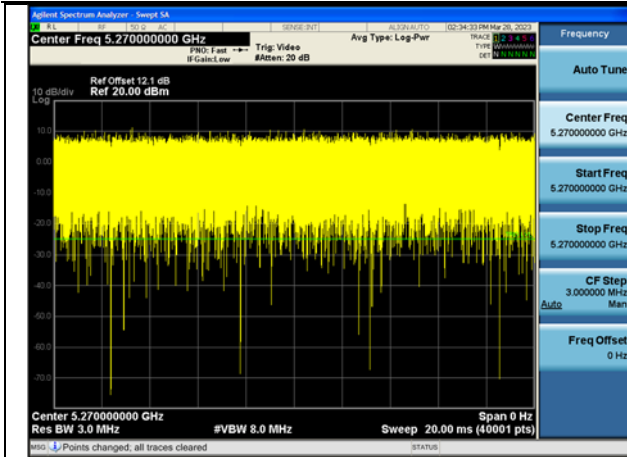 Agilent Spectrum Analyzer - Swept SA
RL RF 50 Ω AC SENSE:INT ALIGN AUTO 02:34:33 PM Mar 28, 2023
Center Freq 5.270000000 GHz
PNO: Fast
IFGain:Low
Trig: Video
#Atten: 20 dB
Avg Type: Log-Pwr
TRACE 1 2 3 4 5 6
TYPE
DET N N N N N N
Ref Offset 12.1 dB
10 dB/div Ref 20.00 dBm
Log
10.0
0.00
-10.0
-20.0
-30.0
-40.0
-50.0
-60.0
-70.0
Center 5.270000000 GHz
Span 0 Hz
Res BW 3.0 MHz
#VBW 8.0 MHz
Sweep 20.00 ms (40001 pts)
MSG Points changed; all traces cleared
STATUS
Frequency
Auto Tune
Center Freq
5.270000000 GHz
Start Freq
5.270000000 GHz
Stop Freq
5.270000000 GHz
CF Step
3.000000 MHz
Auto Man
Freq Offset
0 Hz